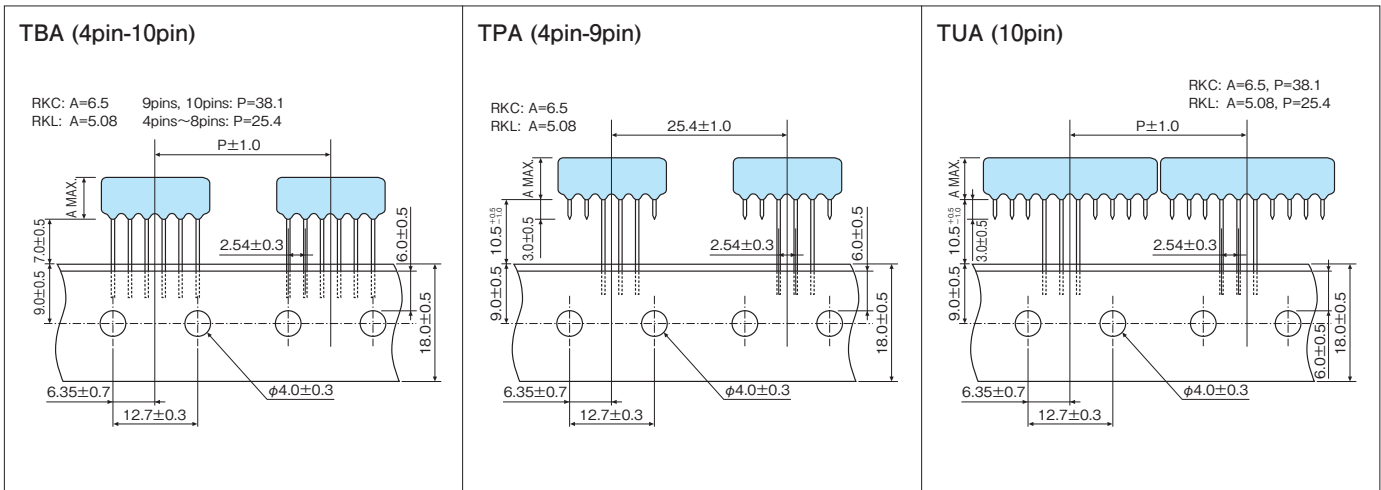 TBA (4pin-10pin)
RKC: A=6.5 9pins, 10pins: P=38.1
RKL: A=5.08 4pins~8pins: P=25.4
P±1.0
A MAX.
7.0±0.5
9.0±0.5
2.54±0.3
6.0±0.5
18.0±0.5
6.35±0.7
12.7±0.3
φ4.0±0.3
TPA (4pin-9pin)
RKC: A=6.5
RKL: A=5.08
25.4±1.0
A MAX.
10.5 +0.5 -1.0
3.0±0.5
9.0±0.5
2.54±0.3
6.0±0.5
18.0±0.5
6.35±0.7
12.7±0.3
φ4.0±0.3
TUA (10pin)
RKC: A=6.5, P=38.1
RKL: A=5.08, P=25.4
P±1.0
A MAX.
10.5 +0.5 -1.0
3.0±0.5
9.0±0.5
2.54±0.3
6.0±0.5
18.0±0.5
6.35±0.7
12.7±0.3
φ4.0±0.3